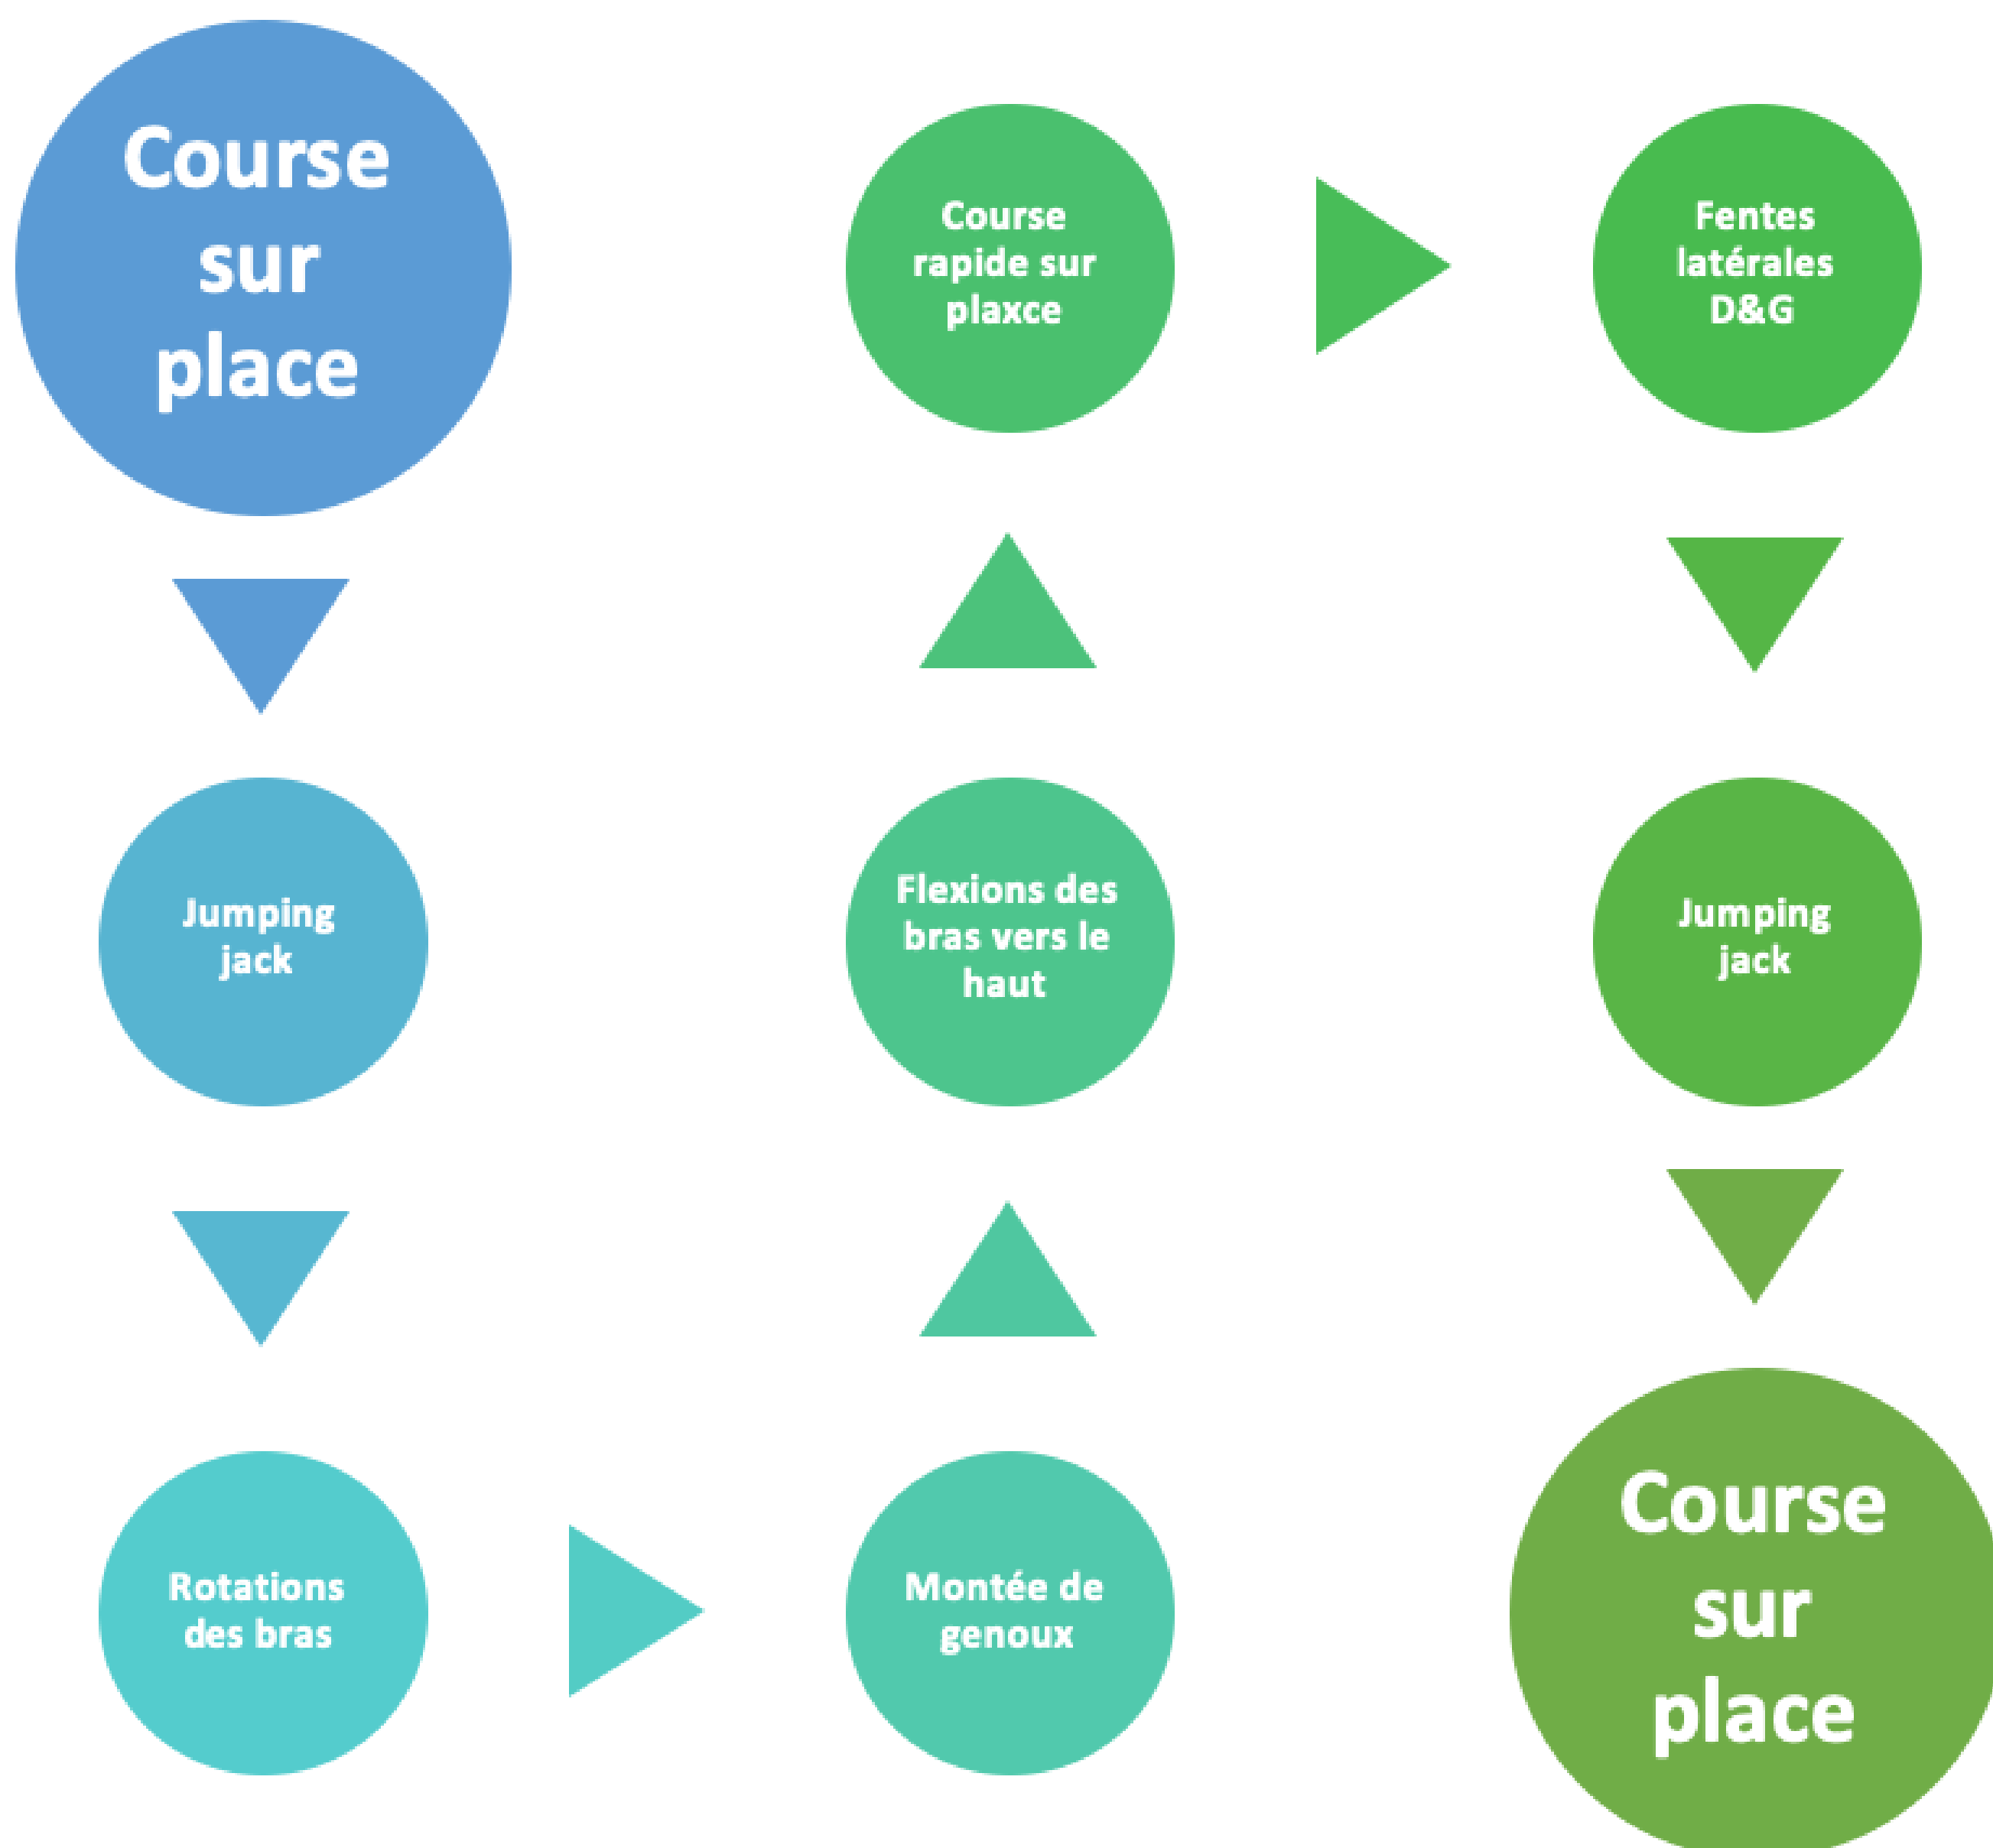 Course
sur
place
Jumping
jack
Rotations
des bras
Montée de
genoux
Flexions des
bras vers le
haut
Course
rapide sur
plaxce
Fentes
latérales
D&G
Jumping
jack
Course
sur
place